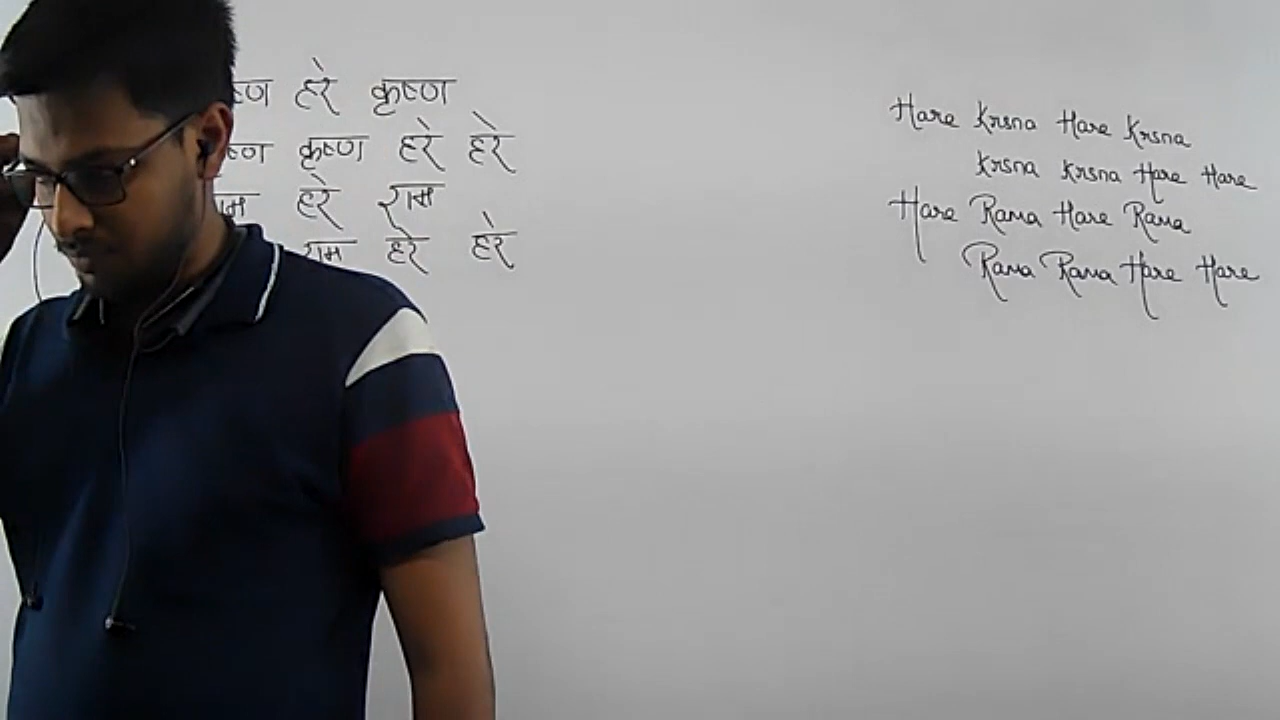 हरे कृष्ण
कृष्ण हरे हरे
हरे राम
राम हरे हरे
Hare Krsna Hare Krsna
Krsna Krsna Hare Hare
Hare Rama Hare Rama
Rama Rama Hare Hare